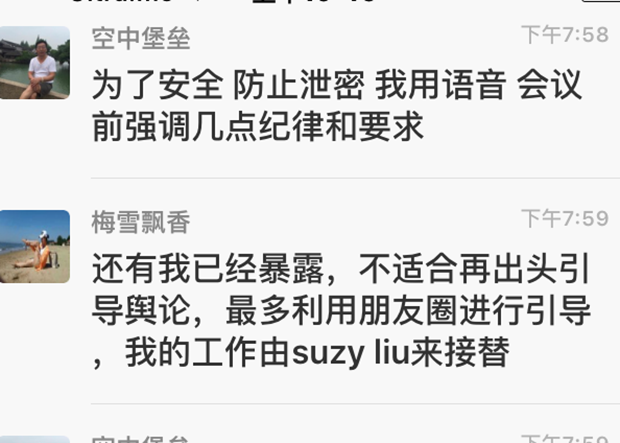 空中堡垒
下午7:58
为了安全 防止泄密 我用语音 会议
前强调几点纪律和要求
梅雪飘香
下午7:59
还有我已经暴露，不适合再出头引
导舆论，最多利用朋友圈进行引导
，我的工作由suzy liu来接替
空中堡垒
下午7:59